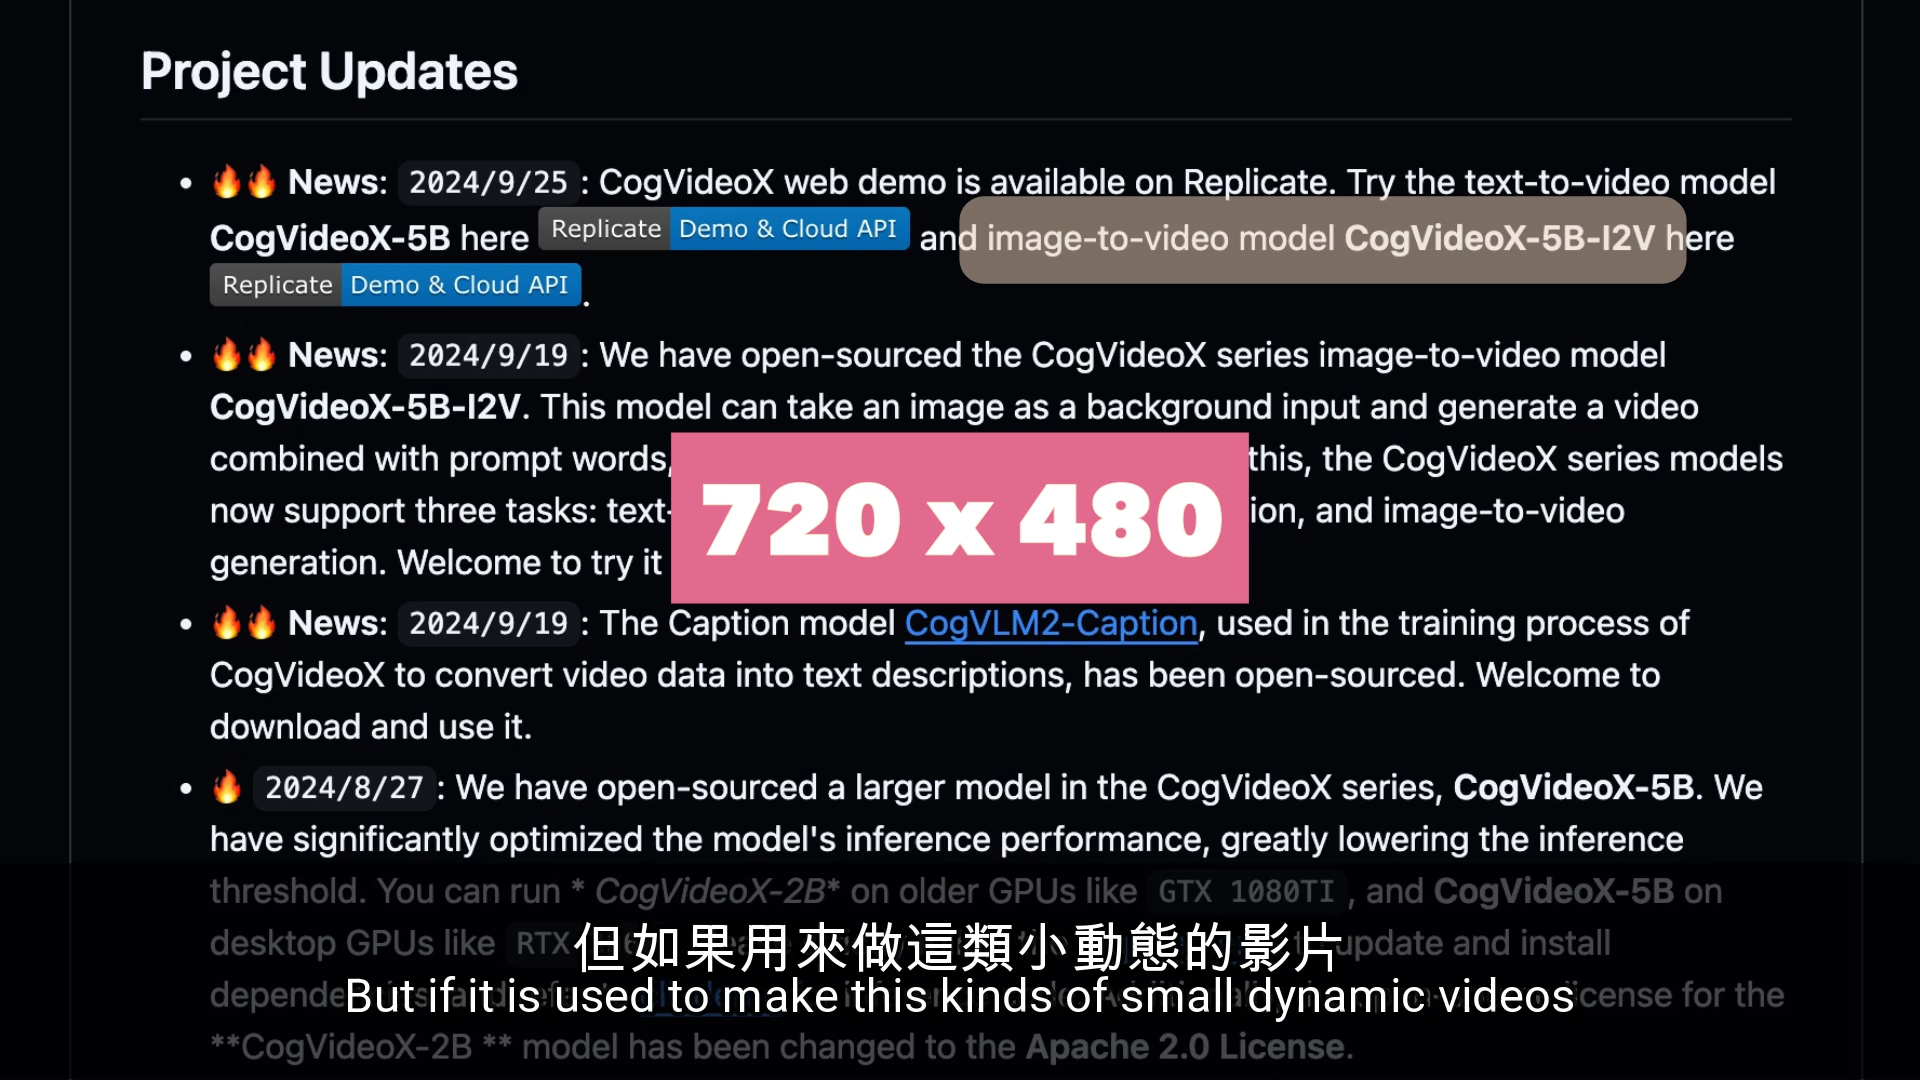 Project Updates
News: 2024/9/25 : CogVideoX web demo is available on Replicate. Try the text-to-video model
CogVideoX-5B here Replicate Demo & Cloud API and image-to-video model CogVideoX-5B-I2V here
Replicate Demo & Cloud API .
News: 2024/9/19 : We have open-sourced the CogVideoX series image-to-video model
CogVideoX-5B-I2V. This model can take an image as a background input and generate a video
combined with prompt words, this, the CogVideoX series models
now support three tasks: text- ion, and image-to-video
generation. Welcome to try it
720 x 480
News: 2024/9/19 : The Caption model CogVLM2-Caption, used in the training process of
CogVideoX to convert video data into text descriptions, has been open-sourced. Welcome to
download and use it.
2024/8/27 : We have open-sourced a larger model in the CogVideoX series, CogVideoX-5B. We
have significantly optimized the model's inference performance, greatly lowering the inference
threshold. You can run * CogVideoX-2B* on older GPUs like GTX 1080TI , and CogVideoX-5B on
desktop GPUs like RTX update and install
但如果用來做這類小動態的影片
But if it is used to make this kinds of small dynamic videos
license for the
**CogVideoX-2B ** model has been changed to the Apache 2.0 License.